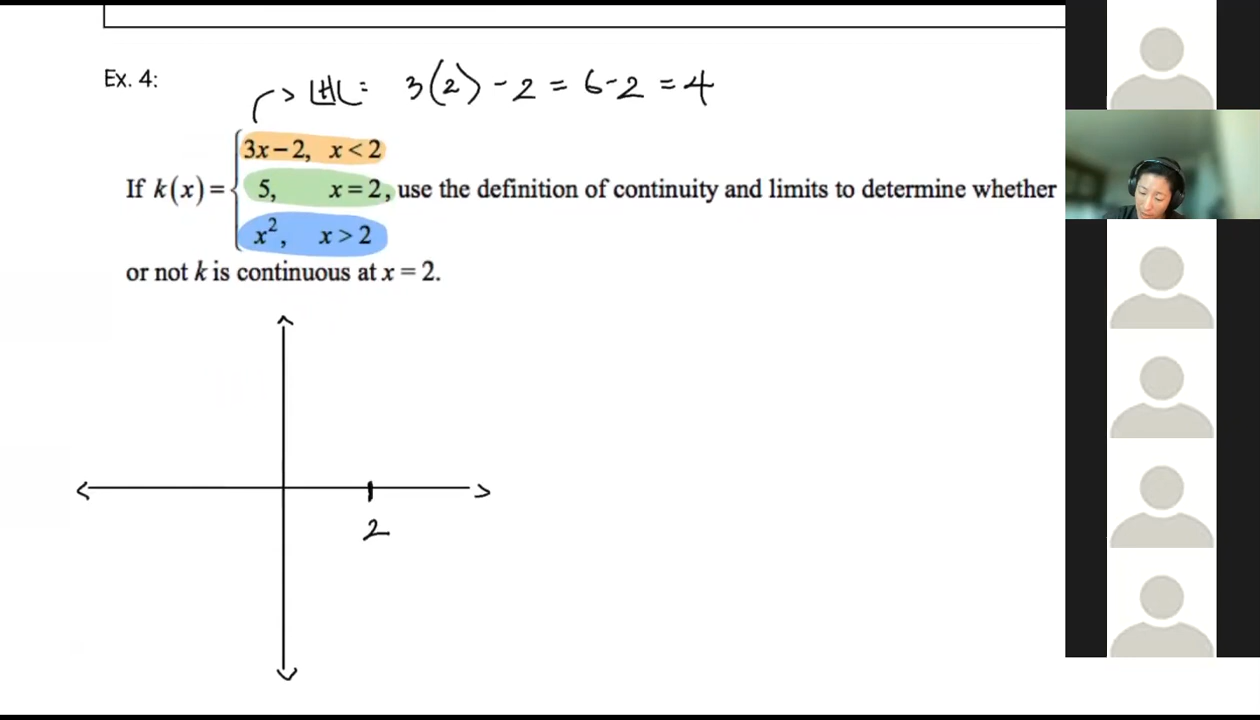 Ex. 4:
LHL: 3(2) - 2 = 6 - 2 = 4
3x − 2, x < 2
If k(x) = { 5, x = 2, use the definition of continuity and limits to determine whether
x², x > 2
or not k is continuous at x = 2.
2